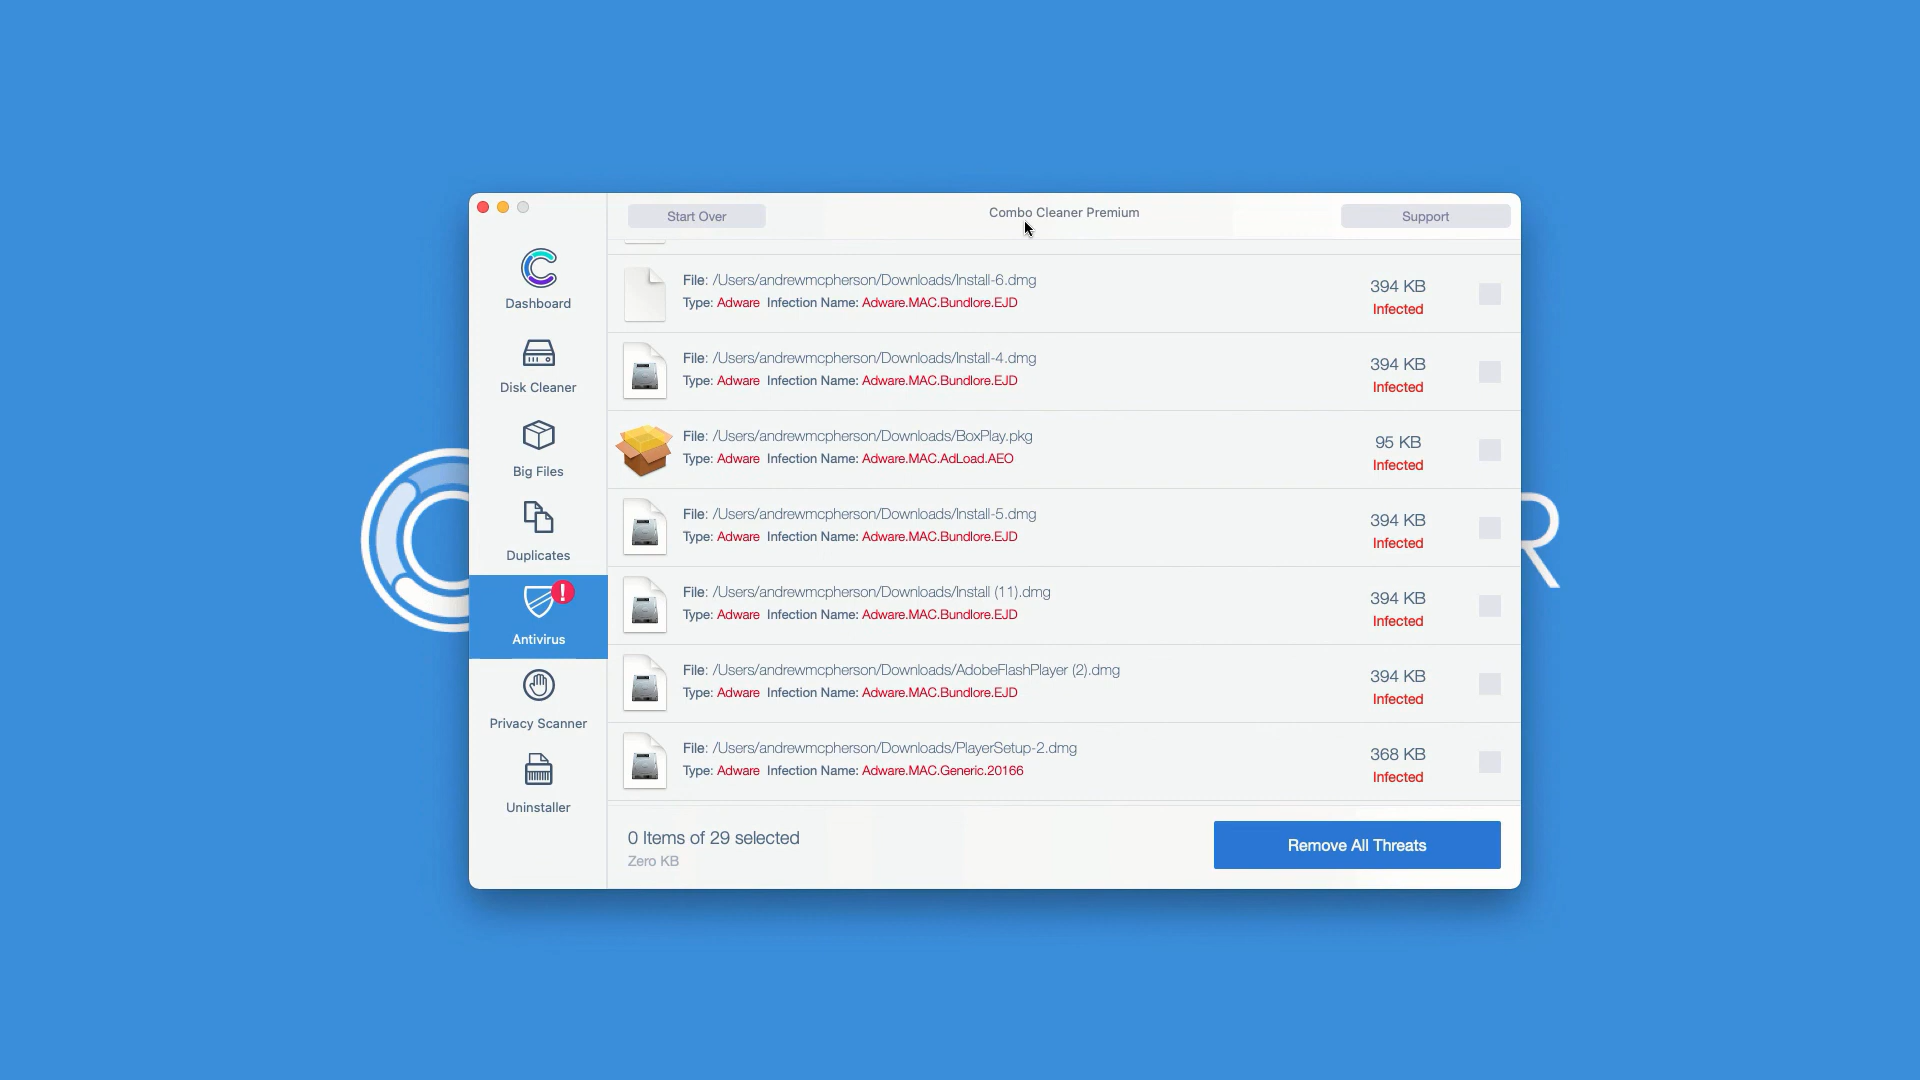 Start Over
Combo Cleaner Premium
Support
Dashboard
Disk Cleaner
Big Files
Duplicates
Antivirus
Privacy Scanner
Uninstaller
File: /Users/andrewmcpherson/Downloads/Install-6.dmg
Type: Adware Infection Name: Adware.MAC.Bundlore.EJD
394 KB
Infected
File: /Users/andrewmcpherson/Downloads/Install-4.dmg
Type: Adware Infection Name: Adware.MAC.Bundlore.EJD
394 KB
Infected
File: /Users/andrewmcpherson/Downloads/BoxPlay.pkg
Type: Adware Infection Name: Adware.MAC.AdLoad.AEO
95 KB
Infected
File: /Users/andrewmcpherson/Downloads/Install-5.dmg
Type: Adware Infection Name: Adware.MAC.Bundlore.EJD
394 KB
Infected
File: /Users/andrewmcpherson/Downloads/Install (11).dmg
Type: Adware Infection Name: Adware.MAC.Bundlore.EJD
394 KB
Infected
File: /Users/andrewmcpherson/Downloads/AdobeFlashPlayer (2).dmg
Type: Adware Infection Name: Adware.MAC.Bundlore.EJD
394 KB
Infected
File: /Users/andrewmcpherson/Downloads/PlayerSetup-2.dmg
Type: Adware Infection Name: Adware.MAC.Generic.20166
368 KB
Infected
0 Items of 29 selected
Zero KB
Remove All Threats
R